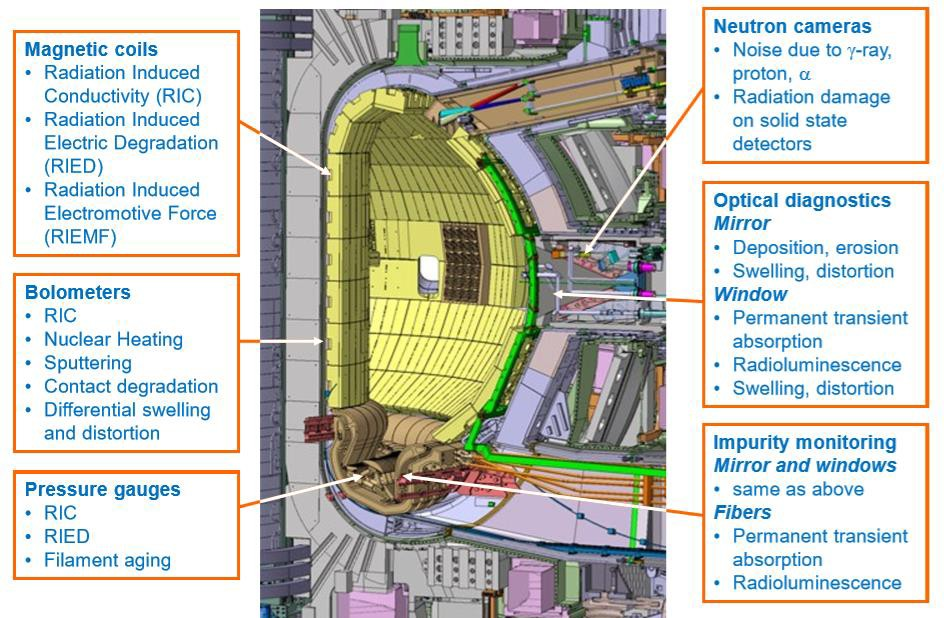 Magnetic coils
• Radiation Induced
Conductivity (RIC)
• Radiation Induced
Electric Degradation
(RIED)
• Radiation Induced
Electromotive Force
(RIEMF)
Bolometers
• RIC
• Nuclear Heating
• Sputtering
• Contact degradation
• Differential swelling
and distortion
Pressure gauges
• RIC
• RIED
• Filament aging
Neutron cameras
• Noise due to γ-ray,
proton, α
• Radiation damage
on solid state
detectors
Optical diagnostics
Mirror
• Deposition, erosion
• Swelling, distortion
Window
• Permanent transient
absorption
• Radioluminescence
• Swelling, distortion
Impurity monitoring
Mirror and windows
• same as above
Fibers
• Permanent transient
absorption
• Radioluminescence